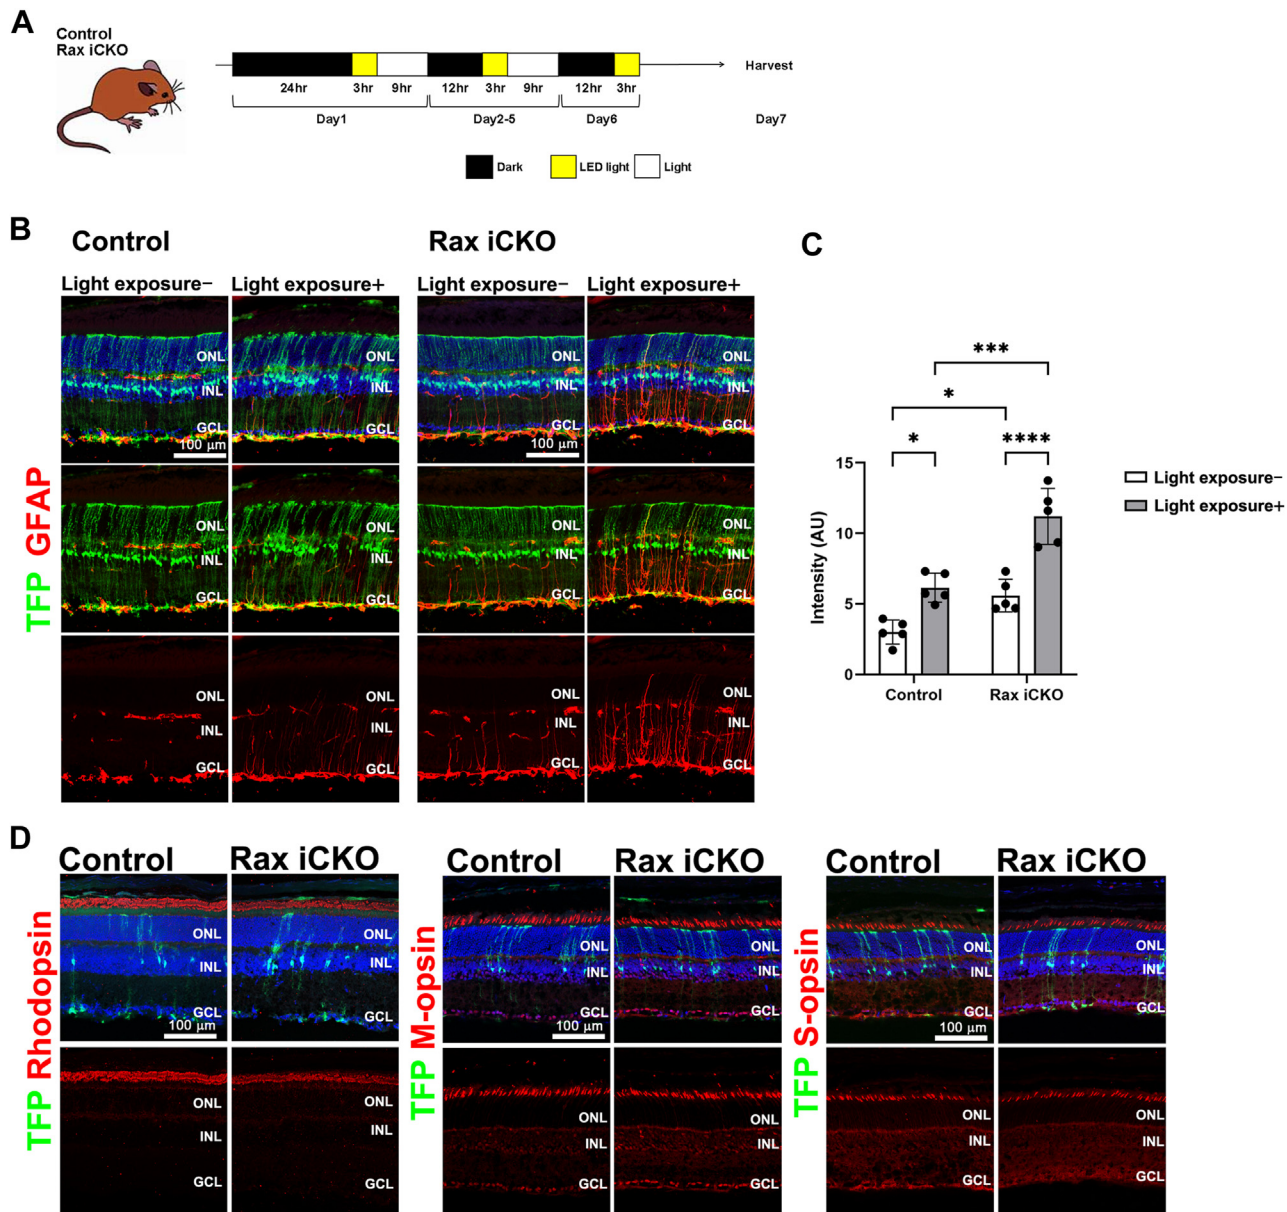 A
Control
Rax iCKO
24hr 3hr 9hr 12hr 3hr 9hr 12hr 3hr
Harvest
Day1 Day2-5 Day6 Day7
Dark LED light Light
B
Control Rax iCKO
Light exposure− Light exposure+ Light exposure− Light exposure+
TFP GFAP
ONL ONL ONL ONL
INL INL INL INL
GCL GCL GCL GCL
100 μm 100 μm
ONL ONL ONL ONL
INL INL INL INL
GCL GCL GCL GCL
ONL ONL ONL ONL
INL INL INL INL
GCL GCL GCL GCL
C
***
*
* ****
Intensity (AU)
15
10
5
0
Control Rax iCKO
Light exposure−
Light exposure+
D
Control Rax iCKO Control Rax iCKO Control Rax iCKO
TFP Rhodopsin
TFP M-opsin
TFP S-opsin
ONL ONL ONL ONL ONL ONL
INL INL INL INL INL INL
GCL GCL GCL GCL GCL GCL
100 μm 100 μm 100 μm
ONL ONL ONL ONL ONL ONL
INL INL INL INL INL INL
GCL GCL GCL GCL GCL GCL